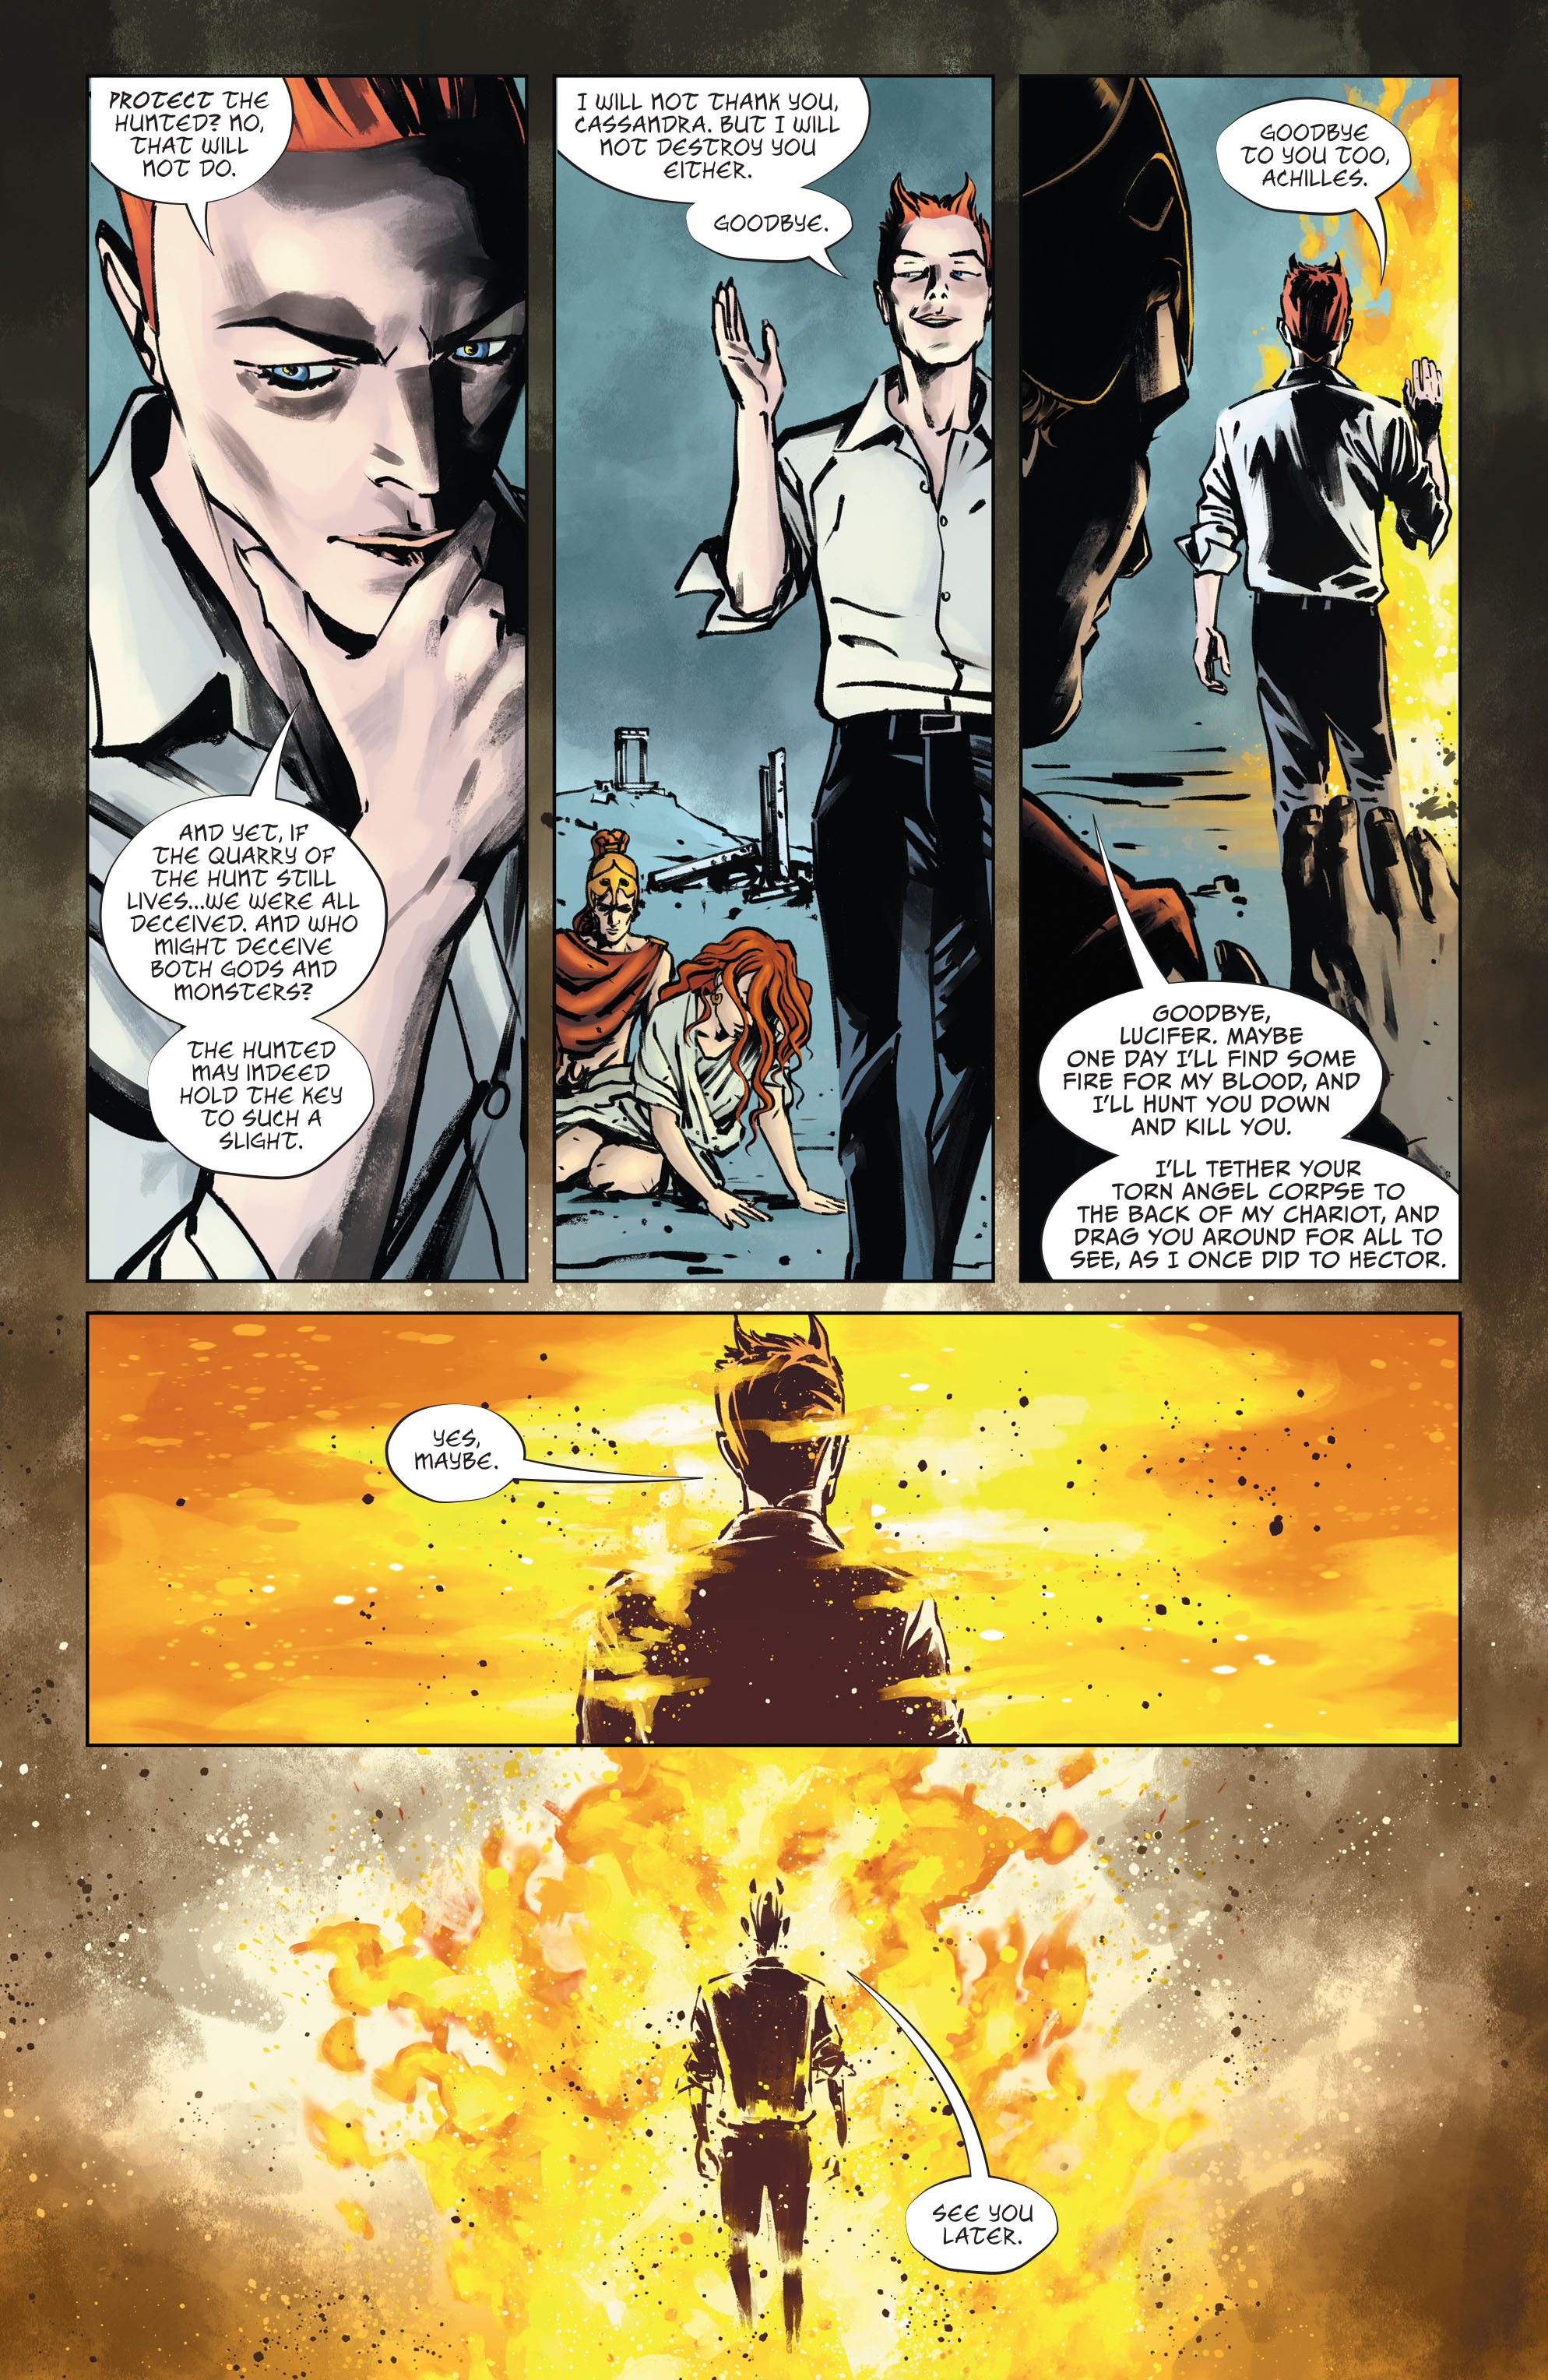 PROTECT THE
HUNTED? NO,
THAT WILL
NOT DO.
AND YET, IF
THE QUARRY OF
THE HUNT STILL
LIVES...WE WERE ALL
DECEIVED. AND WHO
MIGHT DECEIVE
BOTH GODS AND
MONSTERS?
THE HUNTED
MAY INDEED
HOLD THE KEY
TO SUCH A
SLIGHT.
I WILL NOT THANK YOU,
CASSANDRA. BUT I WILL
NOT DESTROY YOU
EITHER.
GOODBYE.
GOODBYE
TO YOU TOO,
ACHILLES.
GOODBYE,
LUCIFER. MAYBE
ONE DAY I'LL FIND SOME
FIRE FOR MY BLOOD, AND
I'LL HUNT YOU DOWN
AND KILL YOU.
I'LL TETHER YOUR
TORN ANGEL CORPSE TO
THE BACK OF MY CHARIOT, AND
DRAG YOU AROUND FOR ALL TO
SEE, AS I ONCE DID TO HECTOR.
YES,
MAYBE.
SEE YOU
LATER.